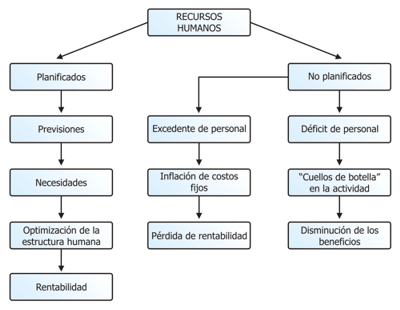 RECURSOS
HUMANOS
Planificados
No planificados
Previsiones
Excedente de personal
Déficit de personal
Necesidades
Inflación de costos
fijos
“Cuellos de botella”
en la actividad
Optimización de la
estructura humana
Pérdida de rentabilidad
Disminución de los
beneficios
Rentabilidad